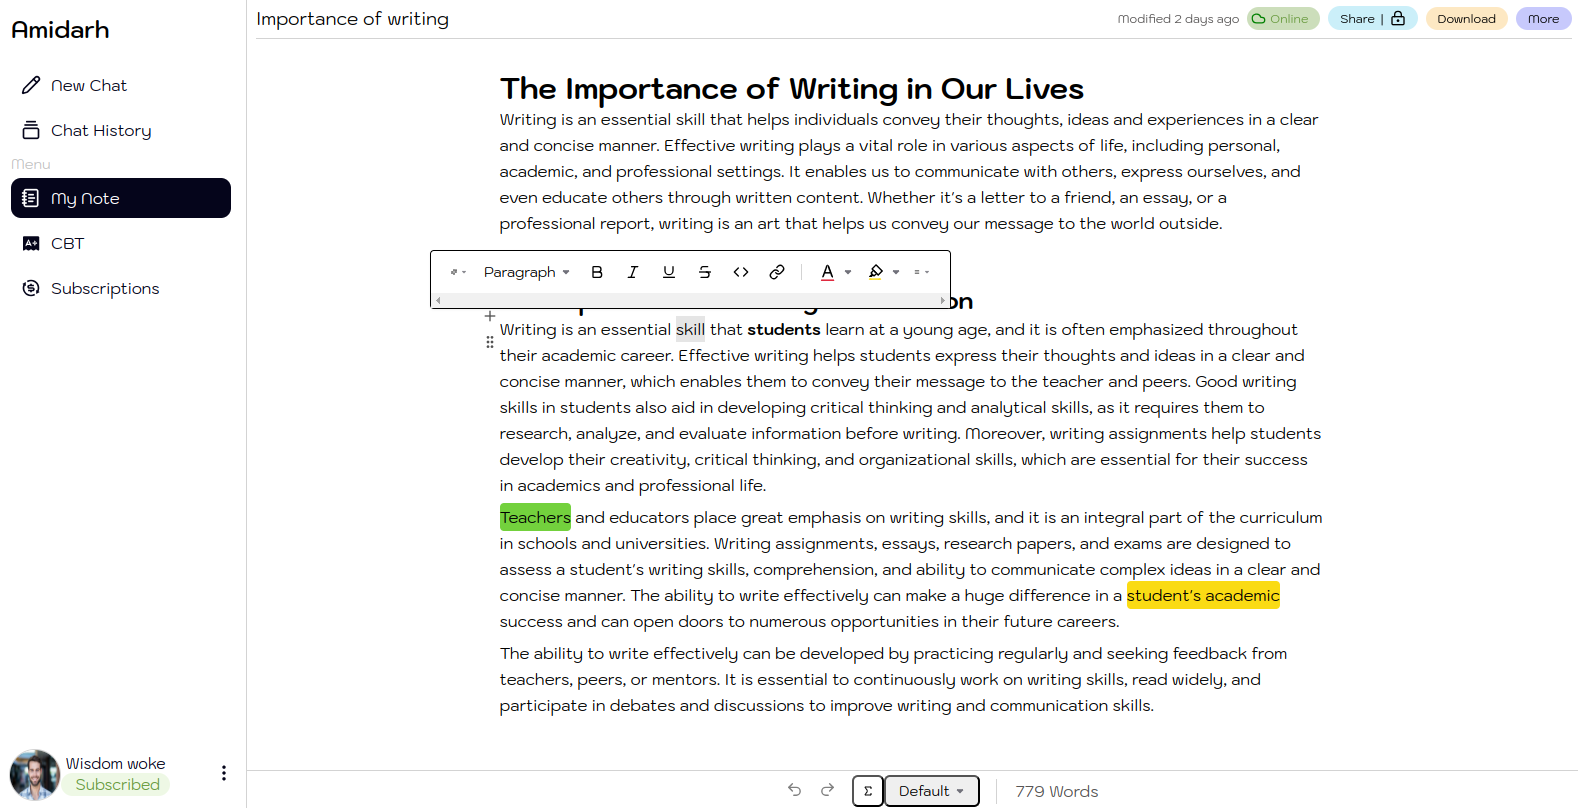 Amidarh
New Chat
Chat History
Menu
My Note
A+ CBT
Subscriptions
Wisdom woke
Subscribed
Importance of writing
Modified 2 days ago
Online
Share |
Download
More
The Importance of Writing in Our Lives
Writing is an essential skill that helps individuals convey their thoughts, ideas and experiences in a clear
and concise manner. Effective writing plays a vital role in various aspects of life, including personal,
academic, and professional settings. It enables us to communicate with others, express ourselves, and
even educate others through written content. Whether it's a letter to a friend, an essay, or a
professional report, writing is an art that helps us convey our message to the world outside.
Paragraph B I U S <> A
Writing is an essential skill that students learn at a young age, and it is often emphasized throughout
their academic career. Effective writing helps students express their thoughts and ideas in a clear and
concise manner, which enables them to convey their message to the teacher and peers. Good writing
skills in students also aid in developing critical thinking and analytical skills, as it requires them to
research, analyze, and evaluate information before writing. Moreover, writing assignments help students
develop their creativity, critical thinking, and organizational skills, which are essential for their success
in academics and professional life.
Teachers and educators place great emphasis on writing skills, and it is an integral part of the curriculum
in schools and universities. Writing assignments, essays, research papers, and exams are designed to
assess a student's writing skills, comprehension, and ability to communicate complex ideas in a clear and
concise manner. The ability to write effectively can make a huge difference in a student's academic
success and can open doors to numerous opportunities in their future careers.
The ability to write effectively can be developed by practicing regularly and seeking feedback from
teachers, peers, or mentors. It is essential to continuously work on writing skills, read widely, and
participate in debates and discussions to improve writing and communication skills.
Σ Default
779 Words